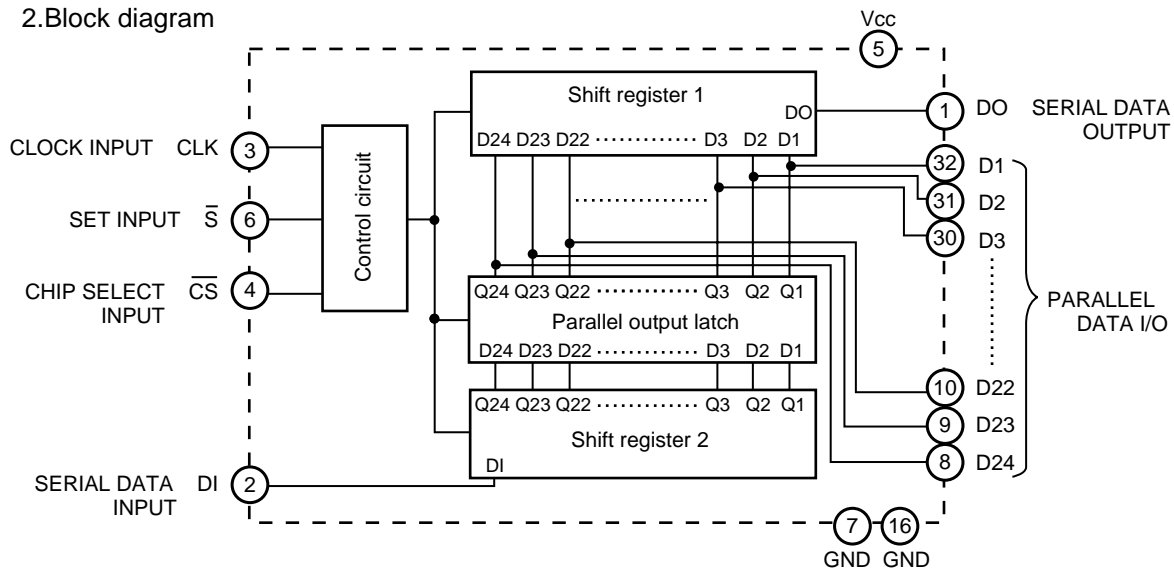 2.Block diagram
Vcc
5
Shift register 1
DO
1 DO SERIAL DATA OUTPUT
D24 D23 D22 ................ D3 D2 D1
CLOCK INPUT CLK 3
Control circuit
32 D1
31 D2
30 D3
SET INPUT S̅ 6
CHIP SELECT INPUT C̅S̅ 4
Q24 Q23 Q22 ................ Q3 Q2 Q1
Parallel output latch
D24 D23 D22 ................ D3 D2 D1
PARALLEL DATA I/O
10 D22
9 D23
8 D24
Q24 Q23 Q22 ................ Q3 Q2 Q1
Shift register 2
DI
SERIAL DATA INPUT DI 2
7 16
GND GND